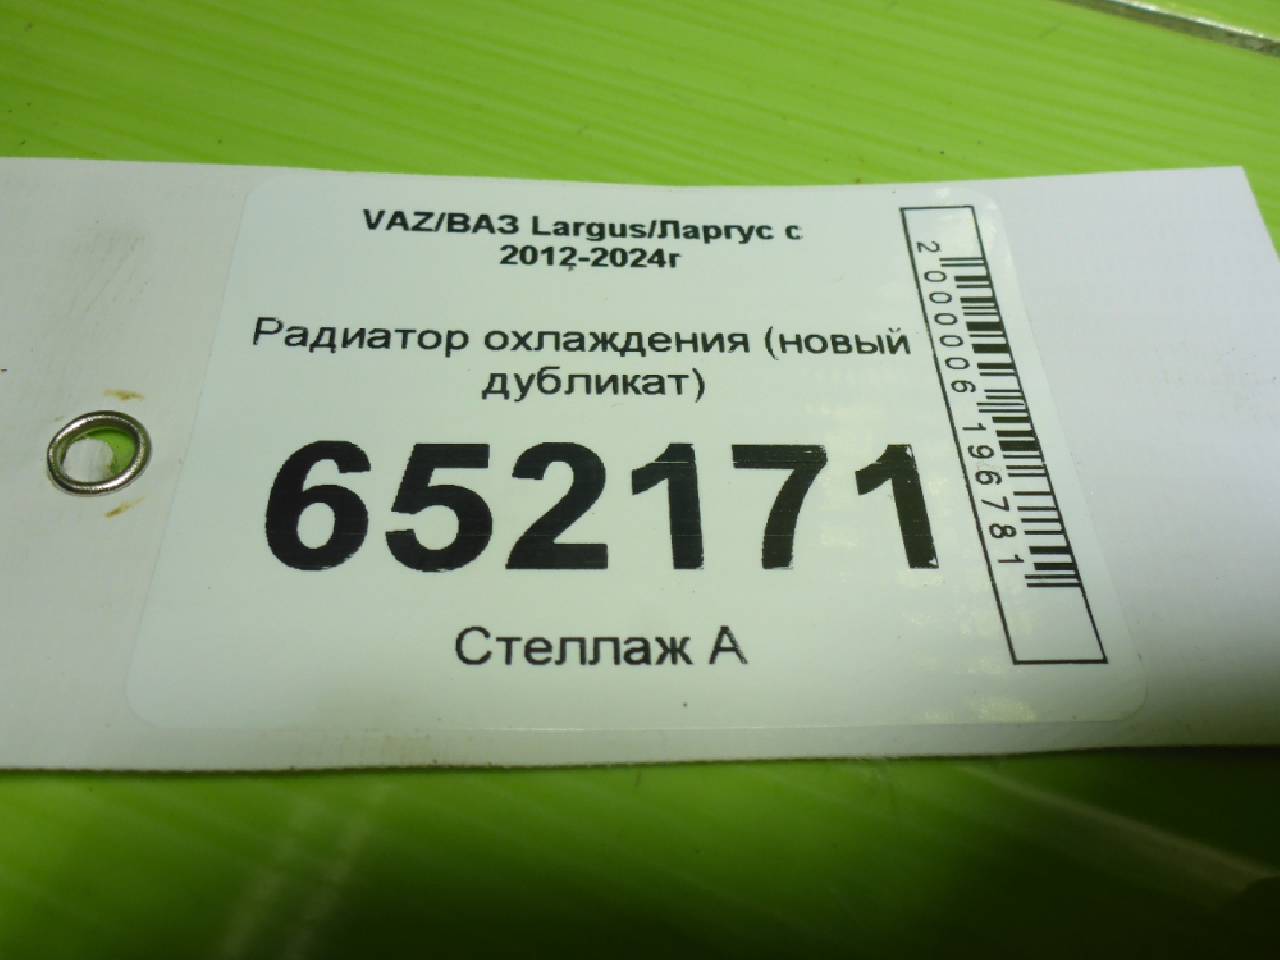 VAZ/ВАЗ Largus/Ларгус с
2012-2024г
Радиатор охлаждения (новый
дубликат)
652171
Стеллаж А
2000006196781